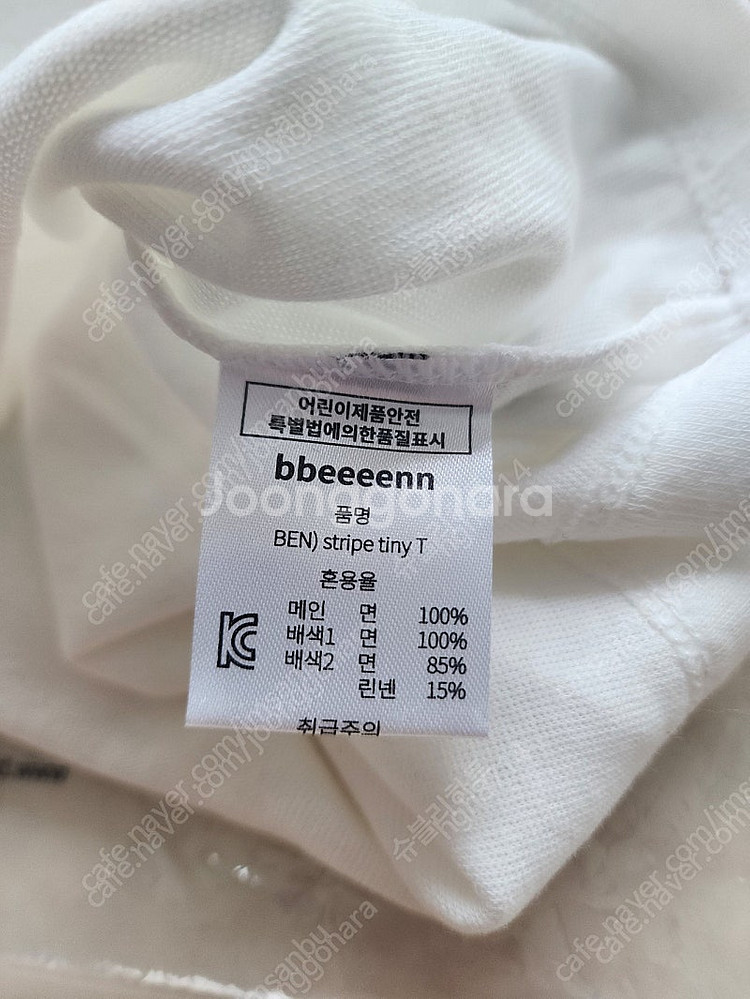 어린이제품안전
특별법에의한품질표시
bbeeeenn
Joonggonara
품명
BEN) stripe tiny T
혼용율
메인 면 100%
배색1 면 100%
배색2 면 85%
린넨 15%
취급주의